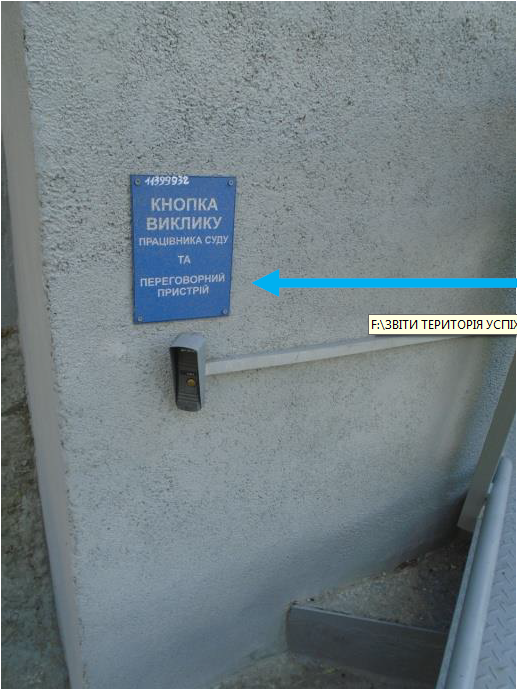 11399932
КНОПКА
ВИКЛИКУ
ПРАЦІВНИКА СУДУ
ТА
ПЕРЕГОВОРНИЙ
ПРИСТРІЙ
F:\ЗВІТИ ТЕРИТОРІЯ УСПІХ